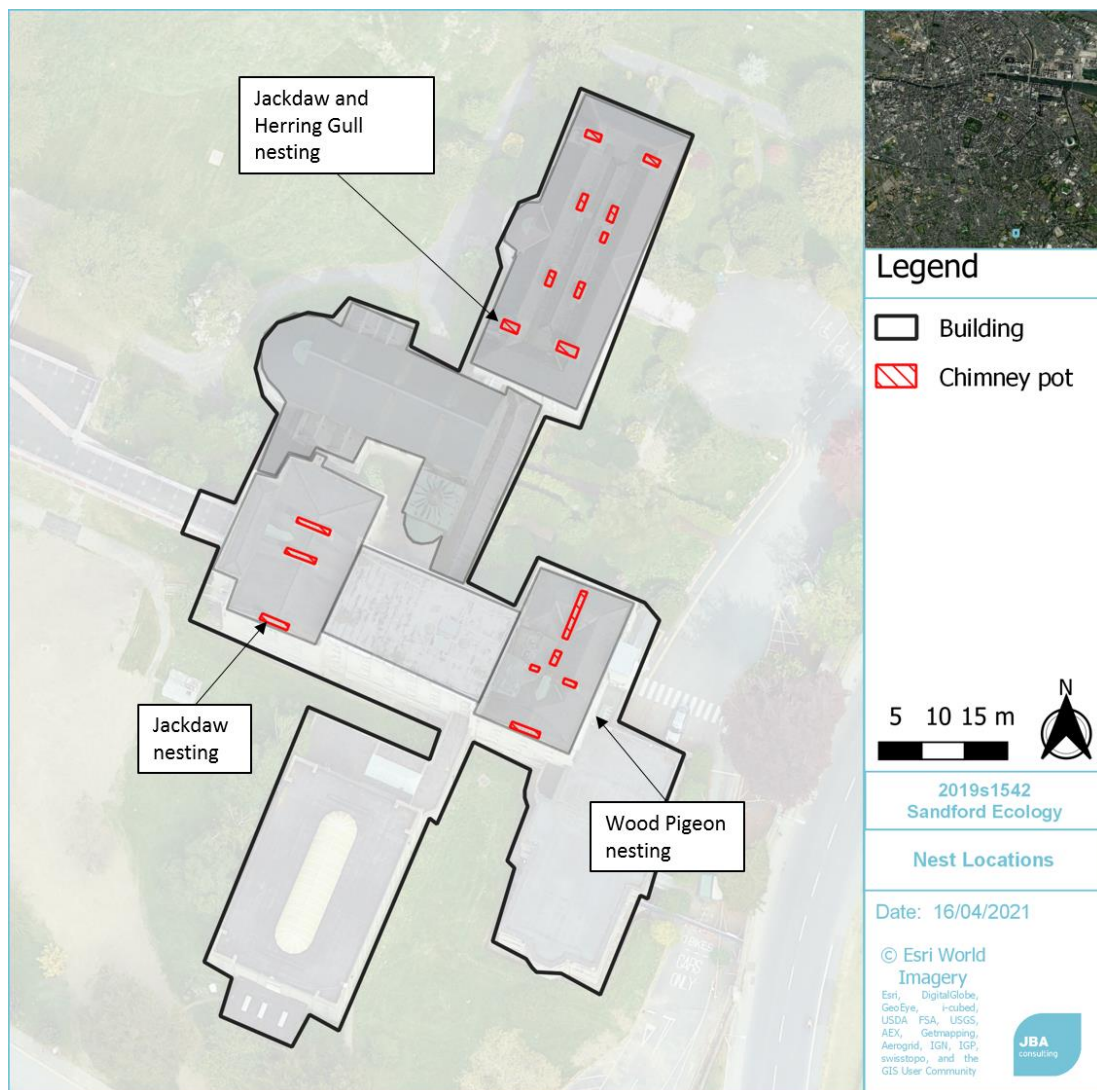 Jackdaw and
Herring Gull
nesting
Jackdaw
nesting
Wood Pigeon
nesting
Legend
Building
Chimney pot
5 10 15 m
N
2019s1542
Sandford Ecology
Nest Locations
Date: 16/04/2021
© Esri World
Imagery
Esri, DigitalGlobe,
GeoEye, i-cubed,
USDA FSA, USGS,
AEX, Getmapping,
Aerogrid, IGN, IGP,
swisstopo, and the
GIS User Community
JBA
consulting